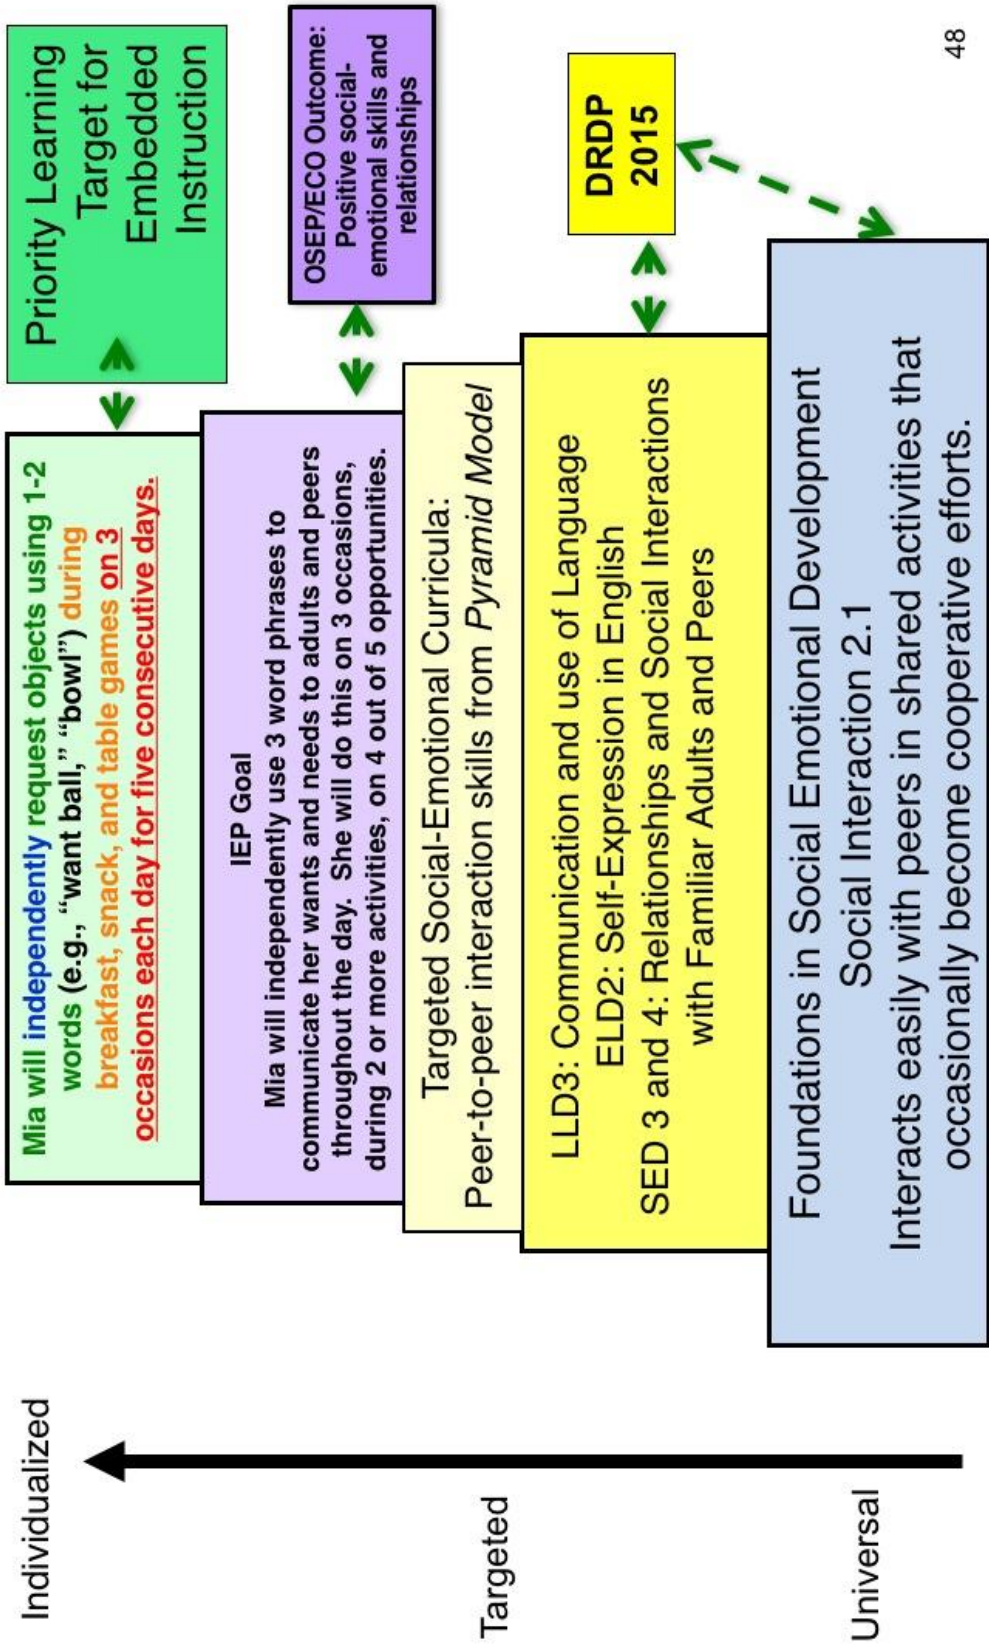 Individualized
Targeted
Universal
Mia will independently request objects using 1-2
words (e.g., “want ball,” “bowl”) during
breakfast, snack, and table games on 3
occasions each day for five consecutive days.
Priority Learning
Target for
Embedded
Instruction
IEP Goal
Mia will independently use 3 word phrases to
communicate her wants and needs to adults and peers
throughout the day. She will do this on 3 occasions,
during 2 or more activities, on 4 out of 5 opportunities.
OSEP/ECO Outcome:
Positive social-
emotional skills and
relationships
Targeted Social-Emotional Curricula:
Peer-to-peer interaction skills from Pyramid Model
LLD3: Communication and use of Language
ELD2: Self-Expression in English
SED 3 and 4: Relationships and Social Interactions
with Familiar Adults and Peers
DRDP
2015
Foundations in Social Emotional Development
Social Interaction 2.1
Interacts easily with peers in shared activities that
occasionally become cooperative efforts.
48